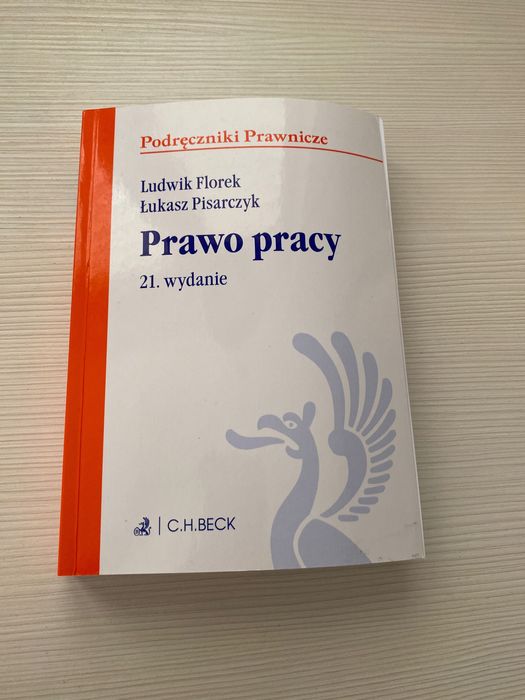 Podręczniki Prawnicze
Ludwik Florek
Łukasz Pisarczyk
Prawo pracy
21. wydanie
C.H.BECK